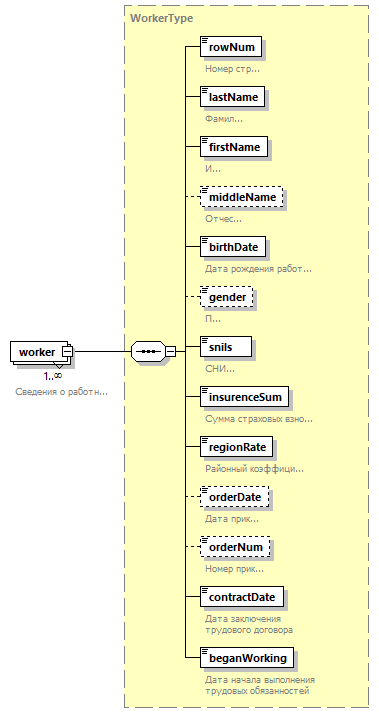 WorkerType
rowNum
Номер стр...
lastName
Фамил...
firstName
И...
middleName
Отчес...
birthDate
Дата рождения работ...
gender
П...
worker
1..∞
Сведения о работн...
snils
СНИ...
insurenceSum
Сумма страховых взно...
regionRate
Районный коэффици...
orderDate
Дата прик...
orderNum
Номер прик...
contractDate
Дата заключения
трудового договора
beganWorking
Дата начала выполнения
трудовых обязанностей